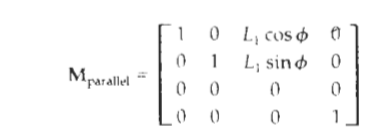 M_parallel = [ 1 0 L₁ cos ϕ 0
0 1 L₁ sin ϕ 0
0 0 0 0
0 0 0 1 ]